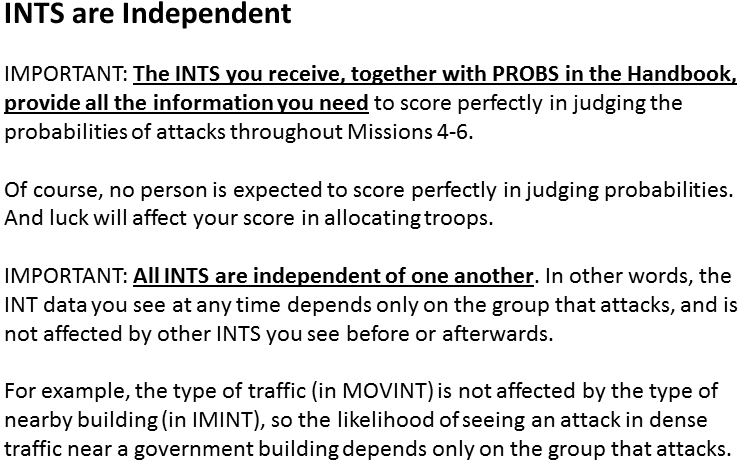 INTS are Independent
IMPORTANT: The INTS you receive, together with PROBS in the Handbook,
provide all the information you need to score perfectly in judging the
probabilities of attacks throughout Missions 4-6.
Of course, no person is expected to score perfectly in judging probabilities.
And luck will affect your score in allocating troops.
IMPORTANT: All INTS are independent of one another. In other words, the
INT data you see at any time depends only on the group that attacks, and is
not affected by other INTS you see before or afterwards.
For example, the type of traffic (in MOVINT) is not affected by the type of
nearby building (in IMINT), so the likelihood of seeing an attack in dense
traffic near a government building depends only on the group that attacks.